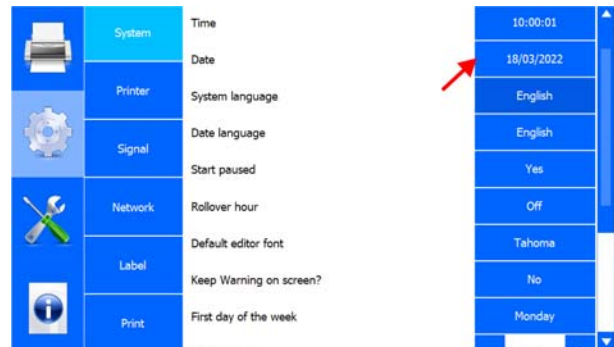 System
Printer
Signal
Network
Label
Print
Time 10:00:01
Date 18/03/2022
System language English
Date language English
Start paused Yes
Rollover hour Off
Default editor font Tahoma
Keep Warning on screen? No
First day of the week Monday